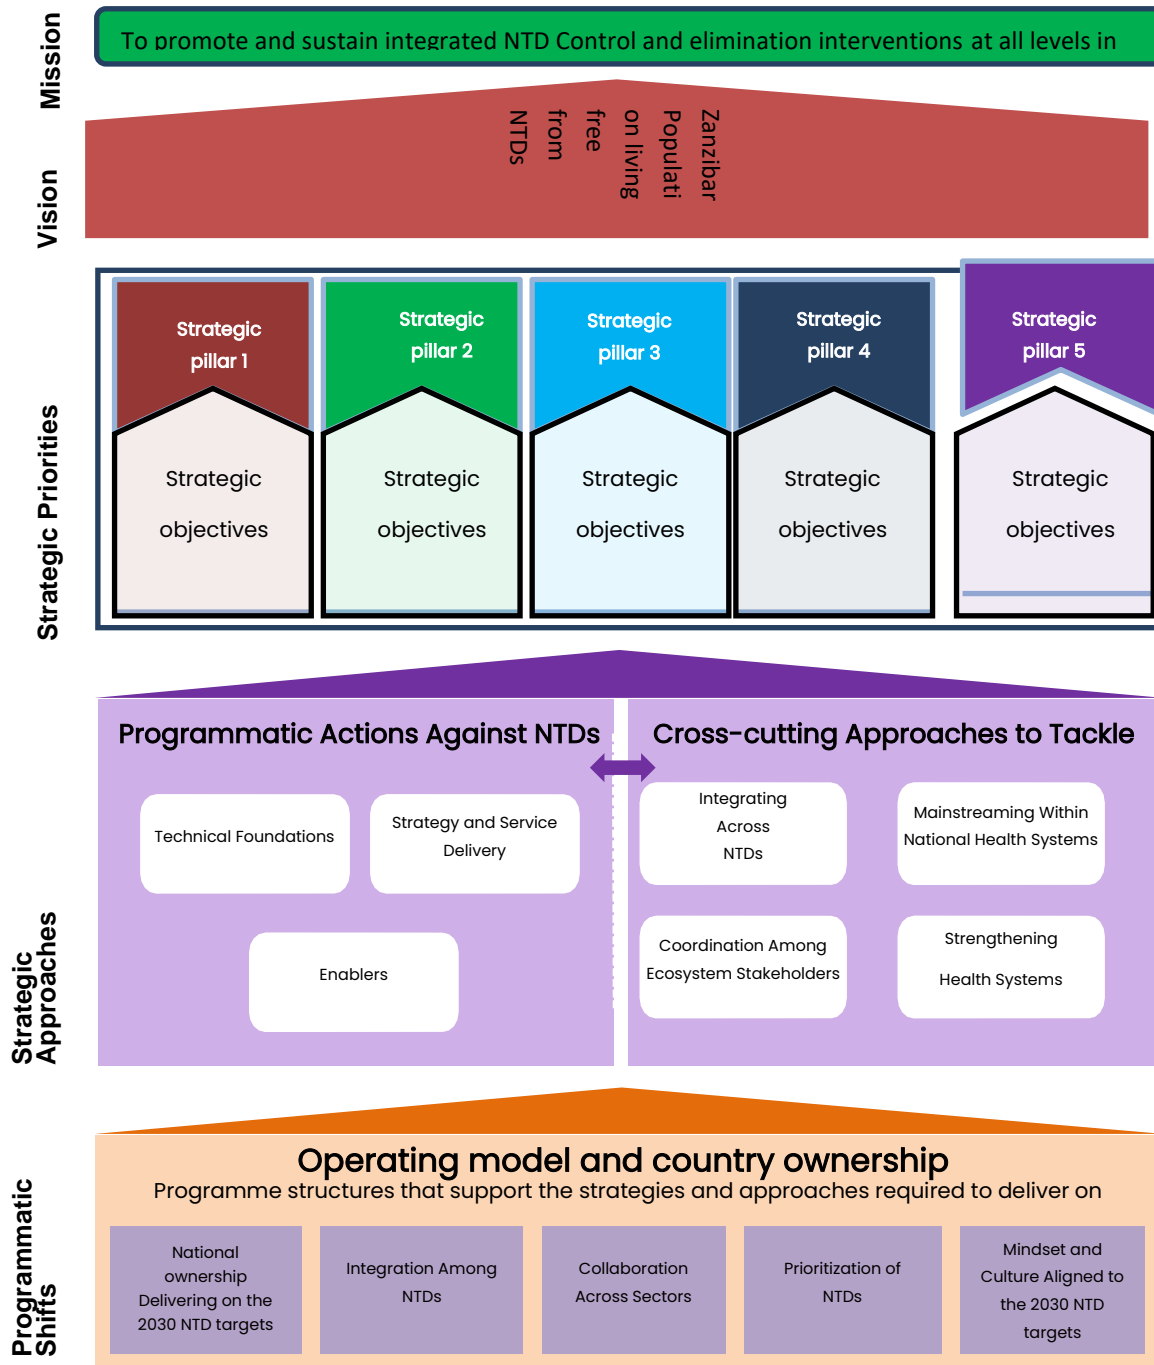 Mission
To promote and sustain integrated NTD Control and elimination interventions at all levels in
Vision
Zanzibar
Populati
on living
free
from
NTDs
Strategic Priorities
Strategic
pillar 1
Strategic
pillar 2
Strategic
pillar 3
Strategic
pillar 4
Strategic
pillar 5
Strategic
objectives
Strategic
objectives
Strategic
objectives
Strategic
objectives
Strategic
objectives
Strategic
Approaches
Programmatic Actions Against NTDs
Technical Foundations
Strategy and Service
Delivery
Enablers
Cross-cutting Approaches to Tackle
Integrating
Across
NTDs
Mainstreaming Within
National Health Systems
Coordination Among
Ecosystem Stakeholders
Strengthening
Health Systems
Programmatic
Shifts
Operating model and country ownership
Programme structures that support the strategies and approaches required to deliver on
National
ownership
Delivering on the
2030 NTD targets
Integration Among
NTDs
Collaboration
Across Sectors
Prioritization of
NTDs
Mindset and
Culture Aligned to
the 2030 NTD
targets